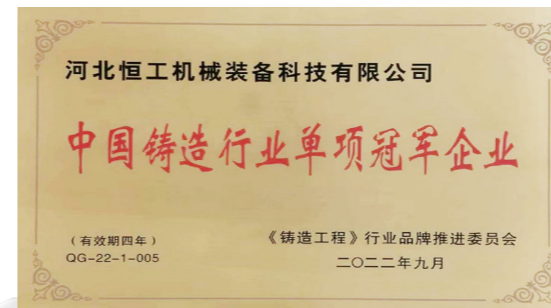 河北恒工机械装备科技有限公司
中国铸造行业单项冠军企业
（有效期四年）
QG-22-1-005
《铸造工程》行业品牌推进委员会
二〇二二年九月